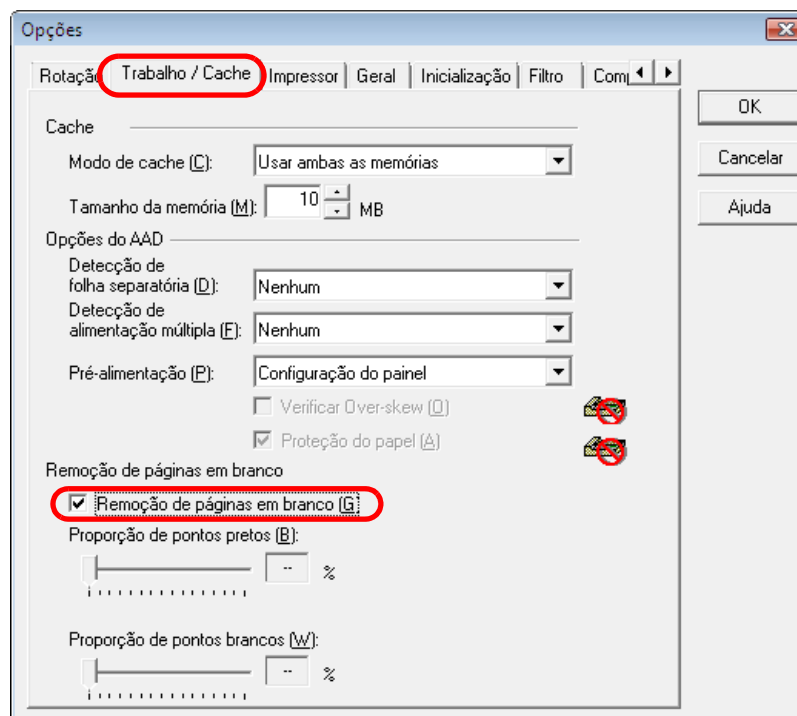 Opções
Rotação Trabalho / Cache Impressor Geral Inicialização Filtro Com
OK
Cancelar
Ajuda
Cache
Modo de cache (C): Usar ambas as memórias
Tamanho da memória (M): 10 MB
Opções do AAD
Detecção de
folha separatória (D): Nenhum
Detecção de
alimentação múltipla (F): Nenhum
Pré-alimentação (P): Configuração do painel
Verificar Over-skew (O)
Proteção do papel (A)
Remoção de páginas em branco
Remoção de páginas em branco (G
Proporção de pontos pretos (B):
-- %
Proporção de pontos brancos (W):
-- %